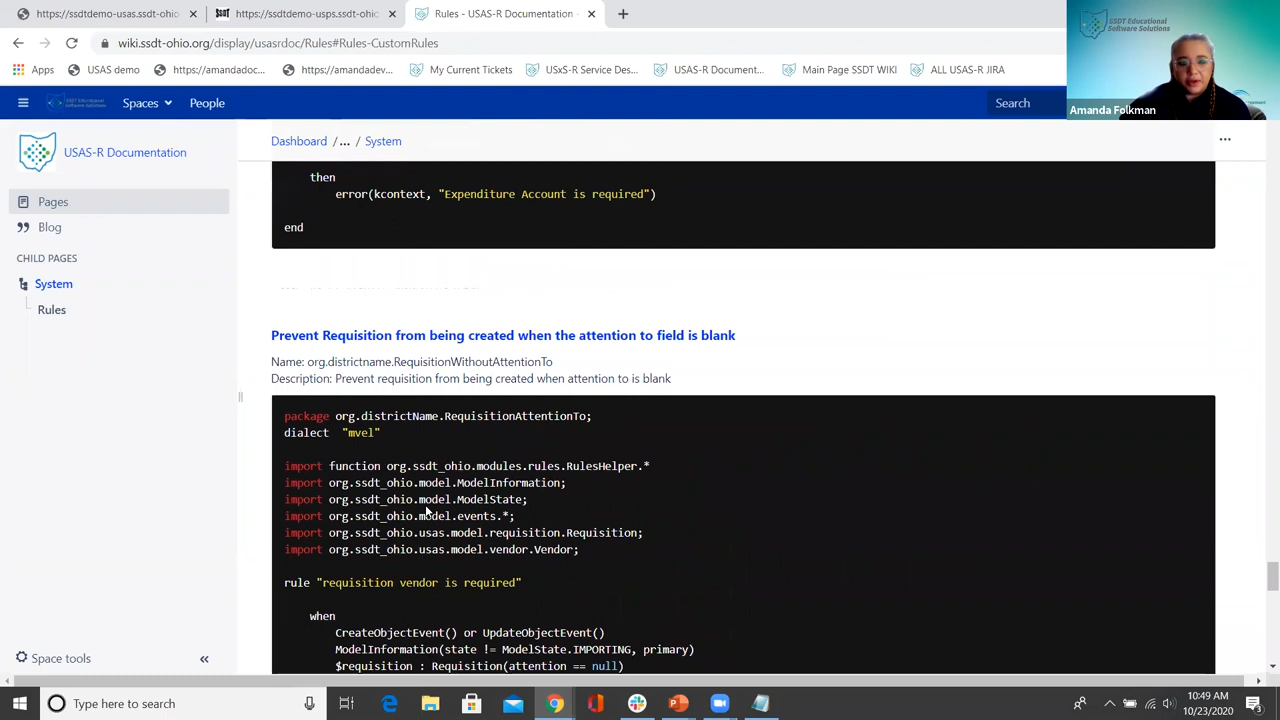 https://ssdtdemo-usas.ssdt-ohio
SSDT
https://ssdtdemo-usps.ssdt-ohio
Rules - USAS-R Documentation -
wiki.ssdt-ohio.org/display/usasrdoc/Rules#Rules-CustomRules
Apps
USAS demo
https://amandadoc...
https://amandadev...
My Current Tickets
USxS-R Service Des...
USAS-R Document...
Main Page SSDT WIKI
ALL USAS-R JIRA
SSDT Educational
Software Solutions
Amanda Folkman
Spaces
People
Search
USAS-R Documentation
Pages
Blog
CHILD PAGES
System
Rules
Space tools
Dashboard / ... / System
then
error(kcontext, "Expenditure Account is required")
end
Prevent Requisition from being created when the attention to field is blank
Name: org.districtname.RequisitionWithoutAttentionTo
Description: Prevent requisition from being created when attention to is blank
package org.districtName.RequisitionAttentionTo;
dialect "mvel"
import function org.ssdt_ohio.modules.rules.RulesHelper.*
import org.ssdt_ohio.model.ModelInformation;
import org.ssdt_ohio.model.ModelState;
import org.ssdt_ohio.model.events.*;
import org.ssdt_ohio.usas.model.requisition.Requisition;
import org.ssdt_ohio.usas.model.vendor.Vendor;
rule "requisition vendor is required"
when
CreateObjectEvent() or UpdateObjectEvent()
ModelInformation(state != ModelState.IMPORTING, primary)
$requisition : Requisition(attention == null)
Type here to search
10:49 AM
10/23/2020